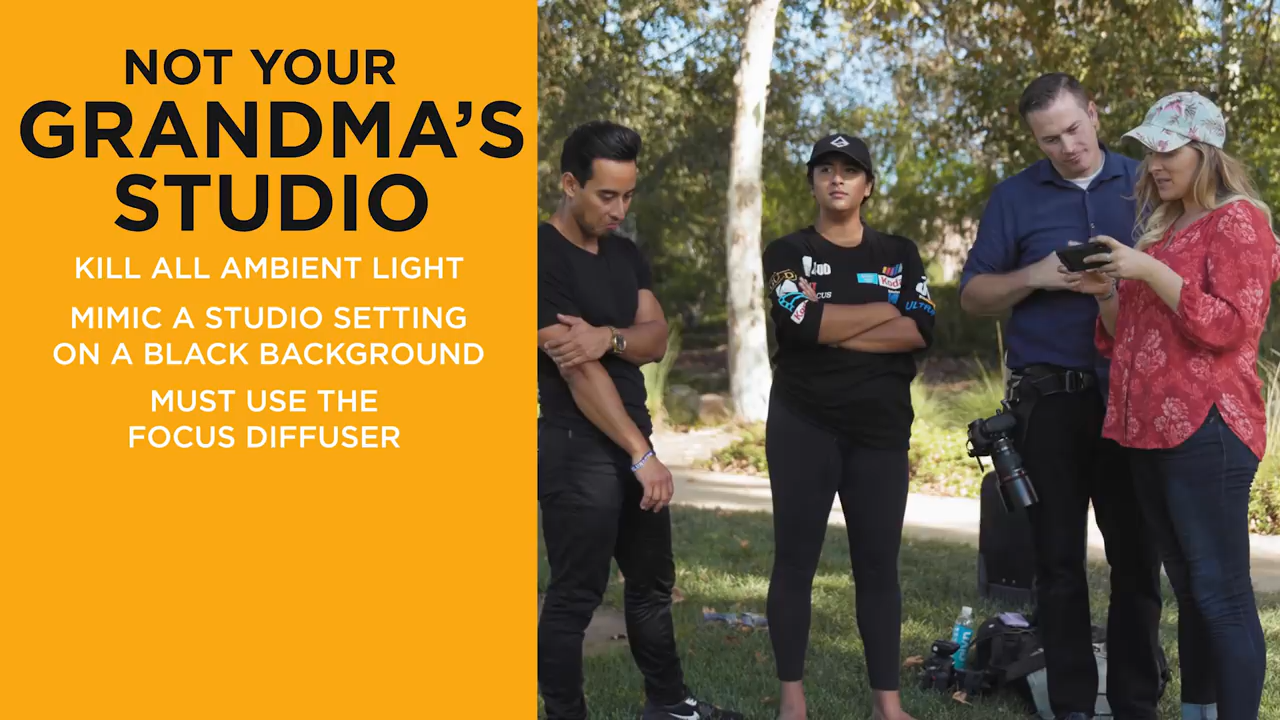 NOT YOUR
GRANDMA'S
STUDIO
KILL ALL AMBIENT LIGHT
MIMIC A STUDIO SETTING
ON A BLACK BACKGROUND
MUST USE THE
FOCUS DIFFUSER